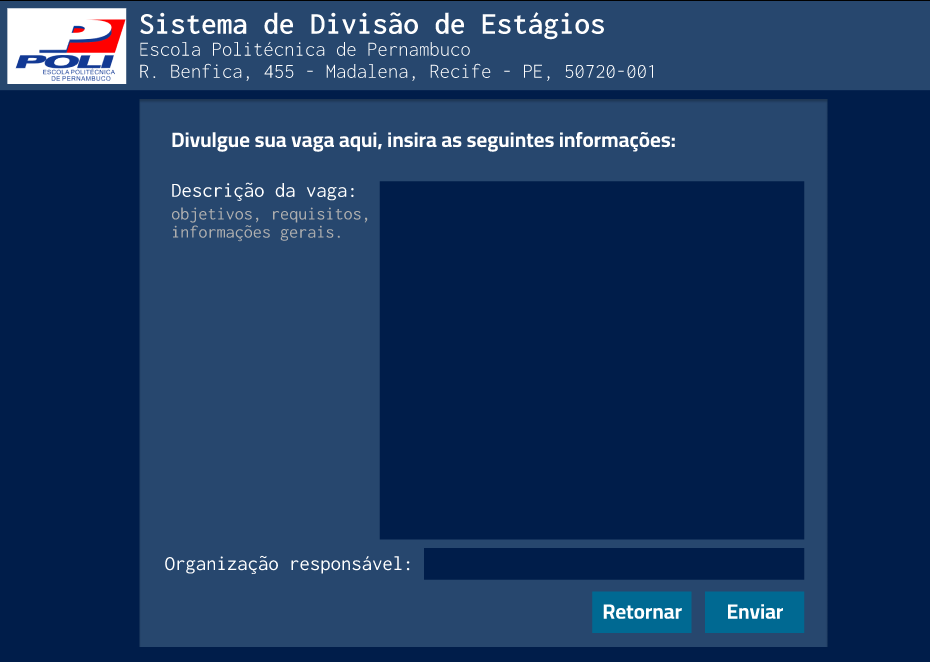 Sistema de Divisão de Estágios
Escola Politécnica de Pernambuco
R. Benfica, 455 - Madalena, Recife - PE, 50720-001
POLI
ESCOLA POLITÉCNICA
DE PERNAMBUCO
Divulgue sua vaga aqui, insira as seguintes informações:
Descrição da vaga:
objetivos, requisitos,
informações gerais.
Organização responsável:
Retornar
Enviar